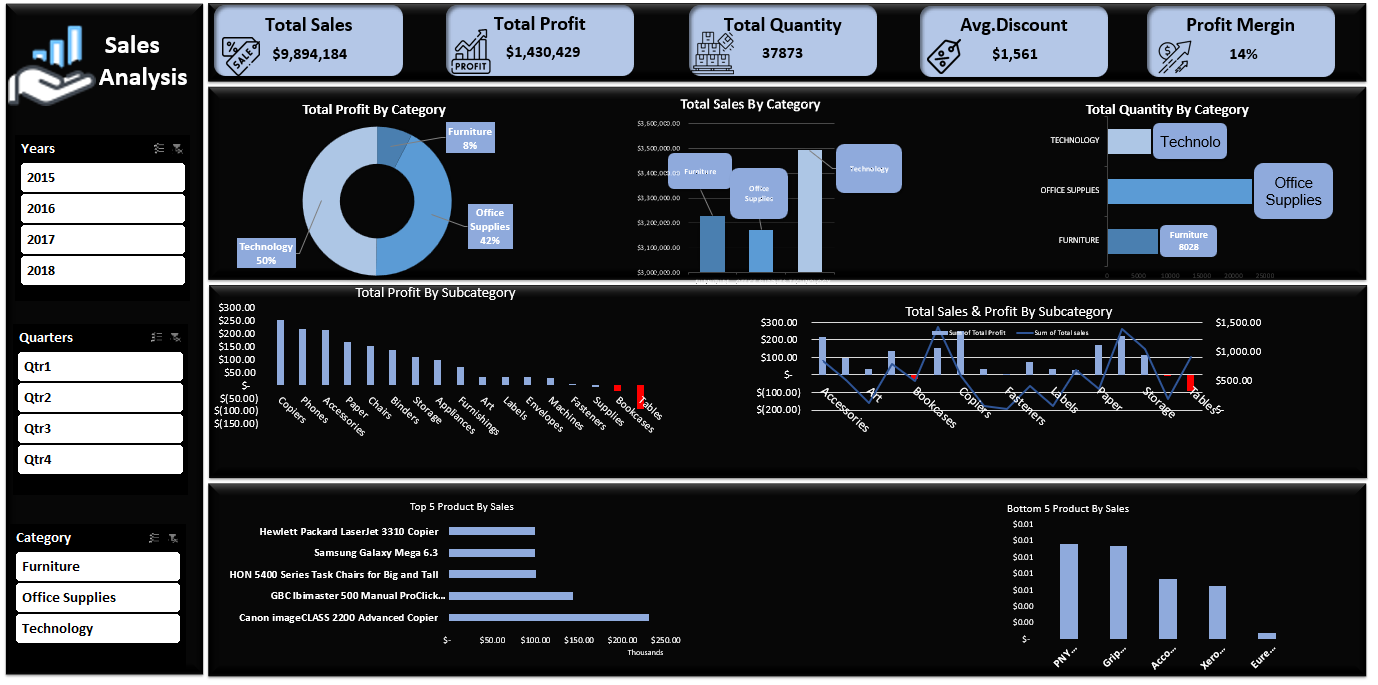 Sales
Analysis
Total Sales
$9,894,184
Total Profit
PROFIT
$1,430,429
Total Quantity
37873
Avg.Discount
$1,561
Profit Mergin
14%
% SALE
Years
2015
2016
2017
2018
Quarters
Qtr1
Qtr2
Qtr3
Qtr4
Category
Furniture
Office Supplies
Technology
Total Profit By Category
Furniture
8%
Office
Supplies
42%
Technology
50%
Total Sales By Category
$3,600,000.00
$3,500,000.00
$3,400,000.00
$3,300,000.00
$3,200,000.00
$3,100,000.00
$3,000,000.00
Furniture
Office
Supplies
Technology
Total Quantity By Category
TECHNOLOGY
OFFICE SUPPLIES
FURNITURE
Technolo
Office
Supplies
Furniture
8028
0 5000 10000 15000 20000 25000
Total Profit By Subcategory
$300.00
$250.00
$200.00
$150.00
$100.00
$50.00
$-
$(50.00)
$(100.00)
$(150.00)
Copiers
Phones
Accessories
Paper
Chairs
Binders
Storage
Appliances
Furnishings
Art
Labels
Envelopes
Machines
Fasteners
Supplies
Bookcases
Tables
Total Sales & Profit By Subcategory
Sum of Total Profit
Sum of Total sales
$300.00
$200.00
$100.00
$-
$(100.00)
$(200.00)
$1,500.00
$1,000.00
$500.00
$-
Accessories
Art
Bookcases
Copiers
Fasteners
Labels
Paper
Storage
Tables
Top 5 Product By Sales
Hewlett Packard LaserJet 3310 Copier
Samsung Galaxy Mega 6.3
HON 5400 Series Task Chairs for Big and Tall
GBC Ibimaster 500 Manual ProClick…
Canon imageCLASS 2200 Advanced Copier
$- $50.00 $100.00 $150.00 $200.00 $250.00
Thousands
Bottom 5 Product By Sales
$0.01
$0.01
$0.01
$0.01
$0.01
$0.00
$0.00
$-
PNY…
Grip…
Acco…
Xero…
Eure…